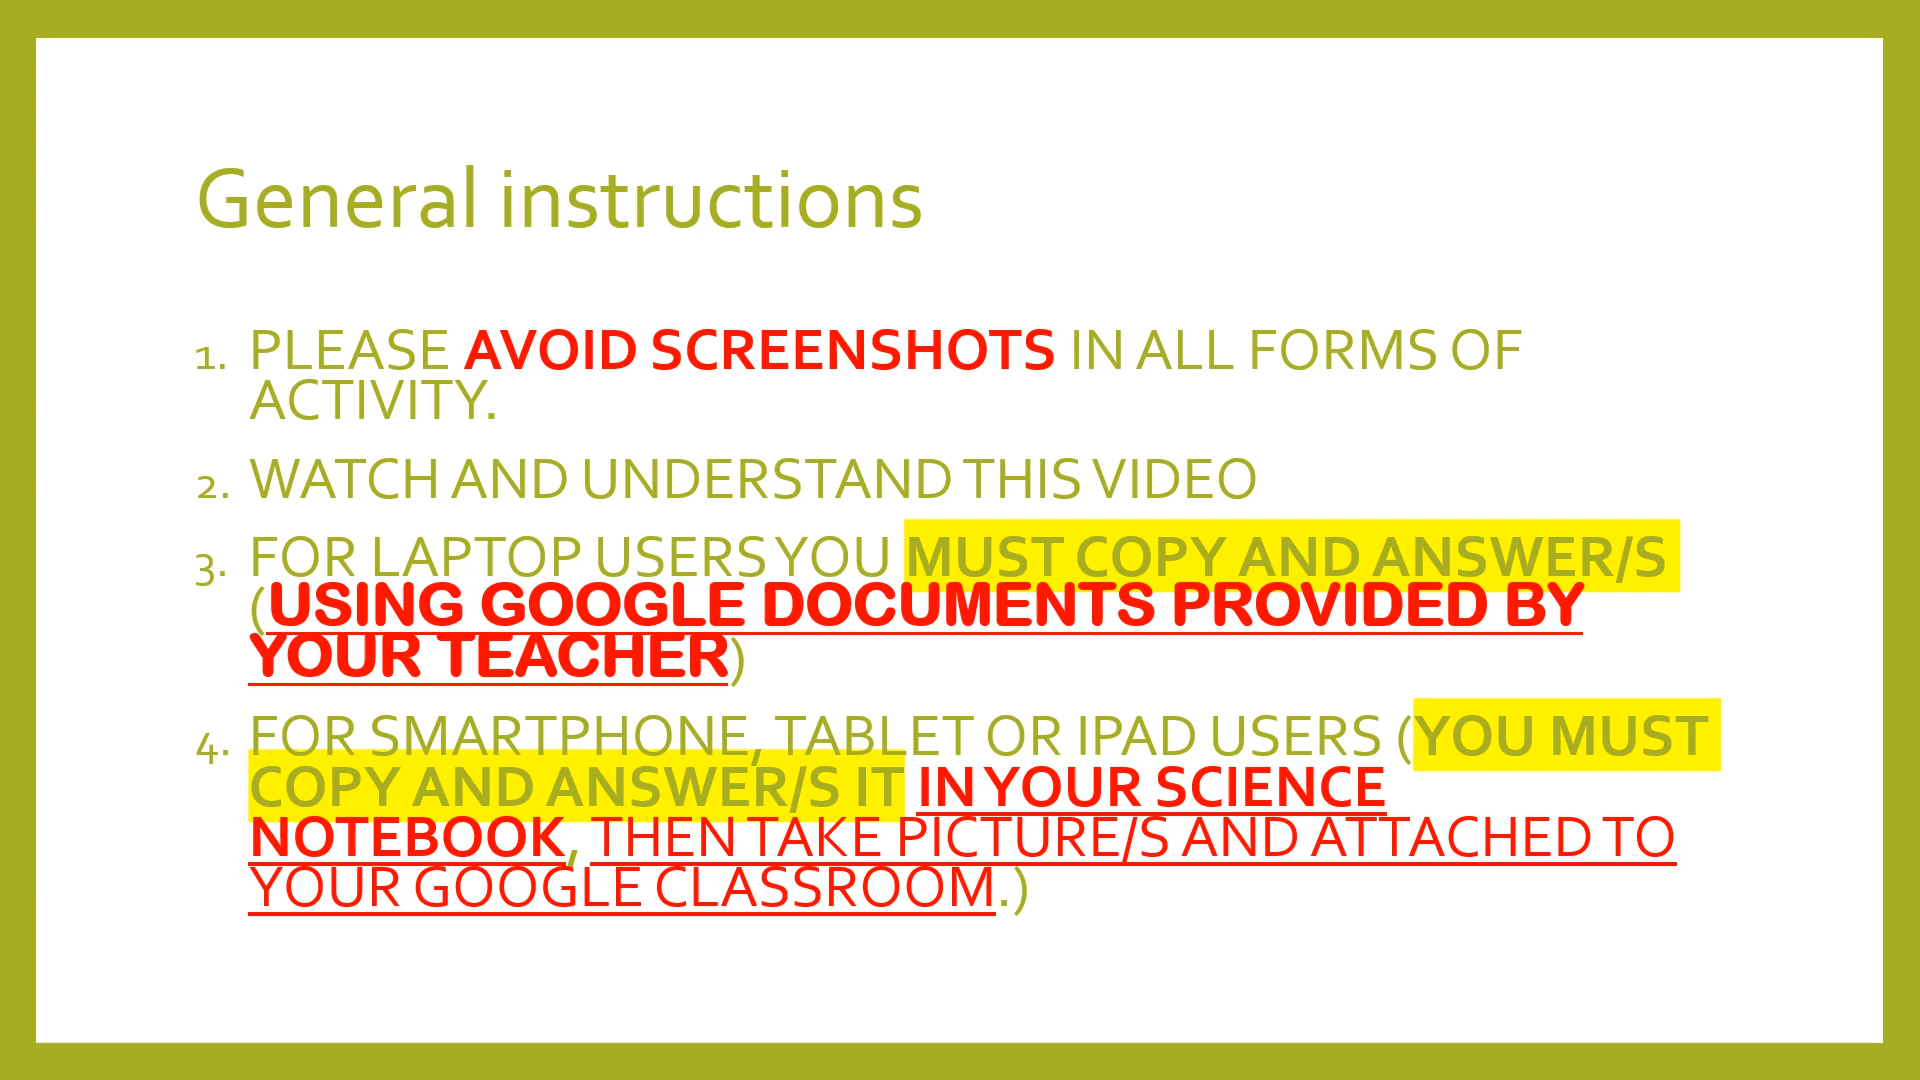 General instructions
1. PLEASE AVOID SCREENSHOTS IN ALL FORMS OF
ACTIVITY.
2. WATCH AND UNDERSTAND THIS VIDEO
3. FOR LAPTOP USERS YOU MUST COPY AND ANSWER/S
(USING GOOGLE DOCUMENTS PROVIDED BY
YOUR TEACHER)
4. FOR SMARTPHONE, TABLET OR IPAD USERS (YOU MUST
COPY AND ANSWER/S IT IN YOUR SCIENCE
NOTEBOOK, THEN TAKE PICTURE/S AND ATTACHED TO
YOUR GOOGLE CLASSROOM.)